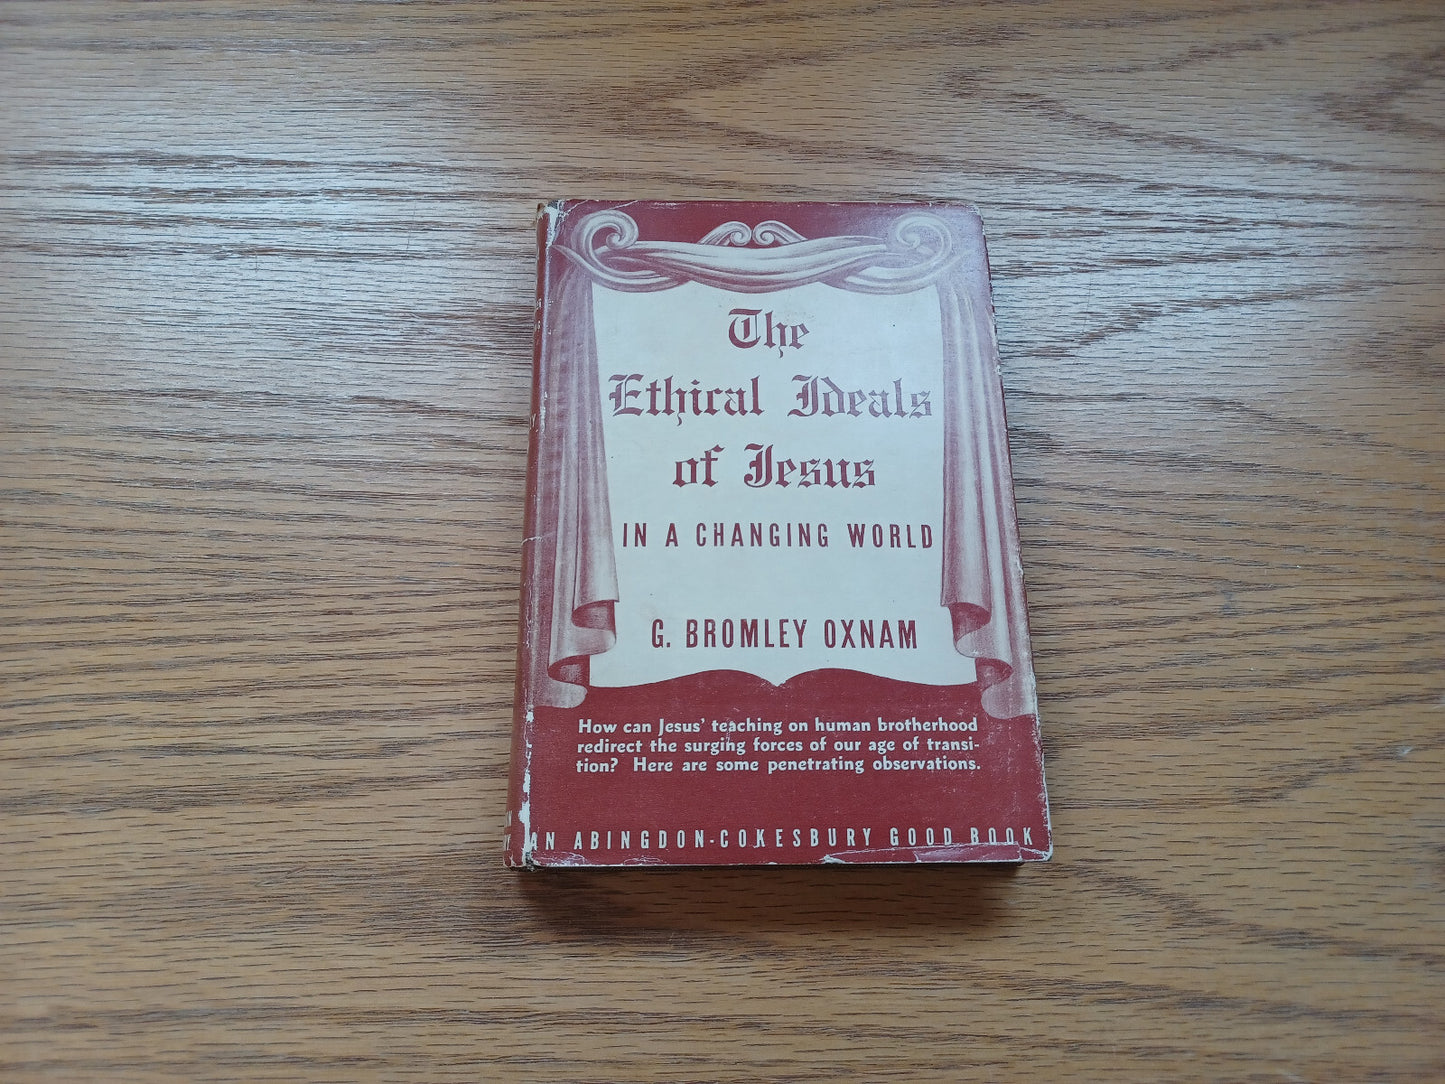 The
Ethical Ideals
of Jesus
IN A CHANGING WORLD
G. BROMLEY OXNAM
How can Jesus' teaching on human brotherhood
redirect the surging forces of our age of transi-
tion? Here are some penetrating observations.
AN ABINGDON-COKESBURY GOOD BOOK